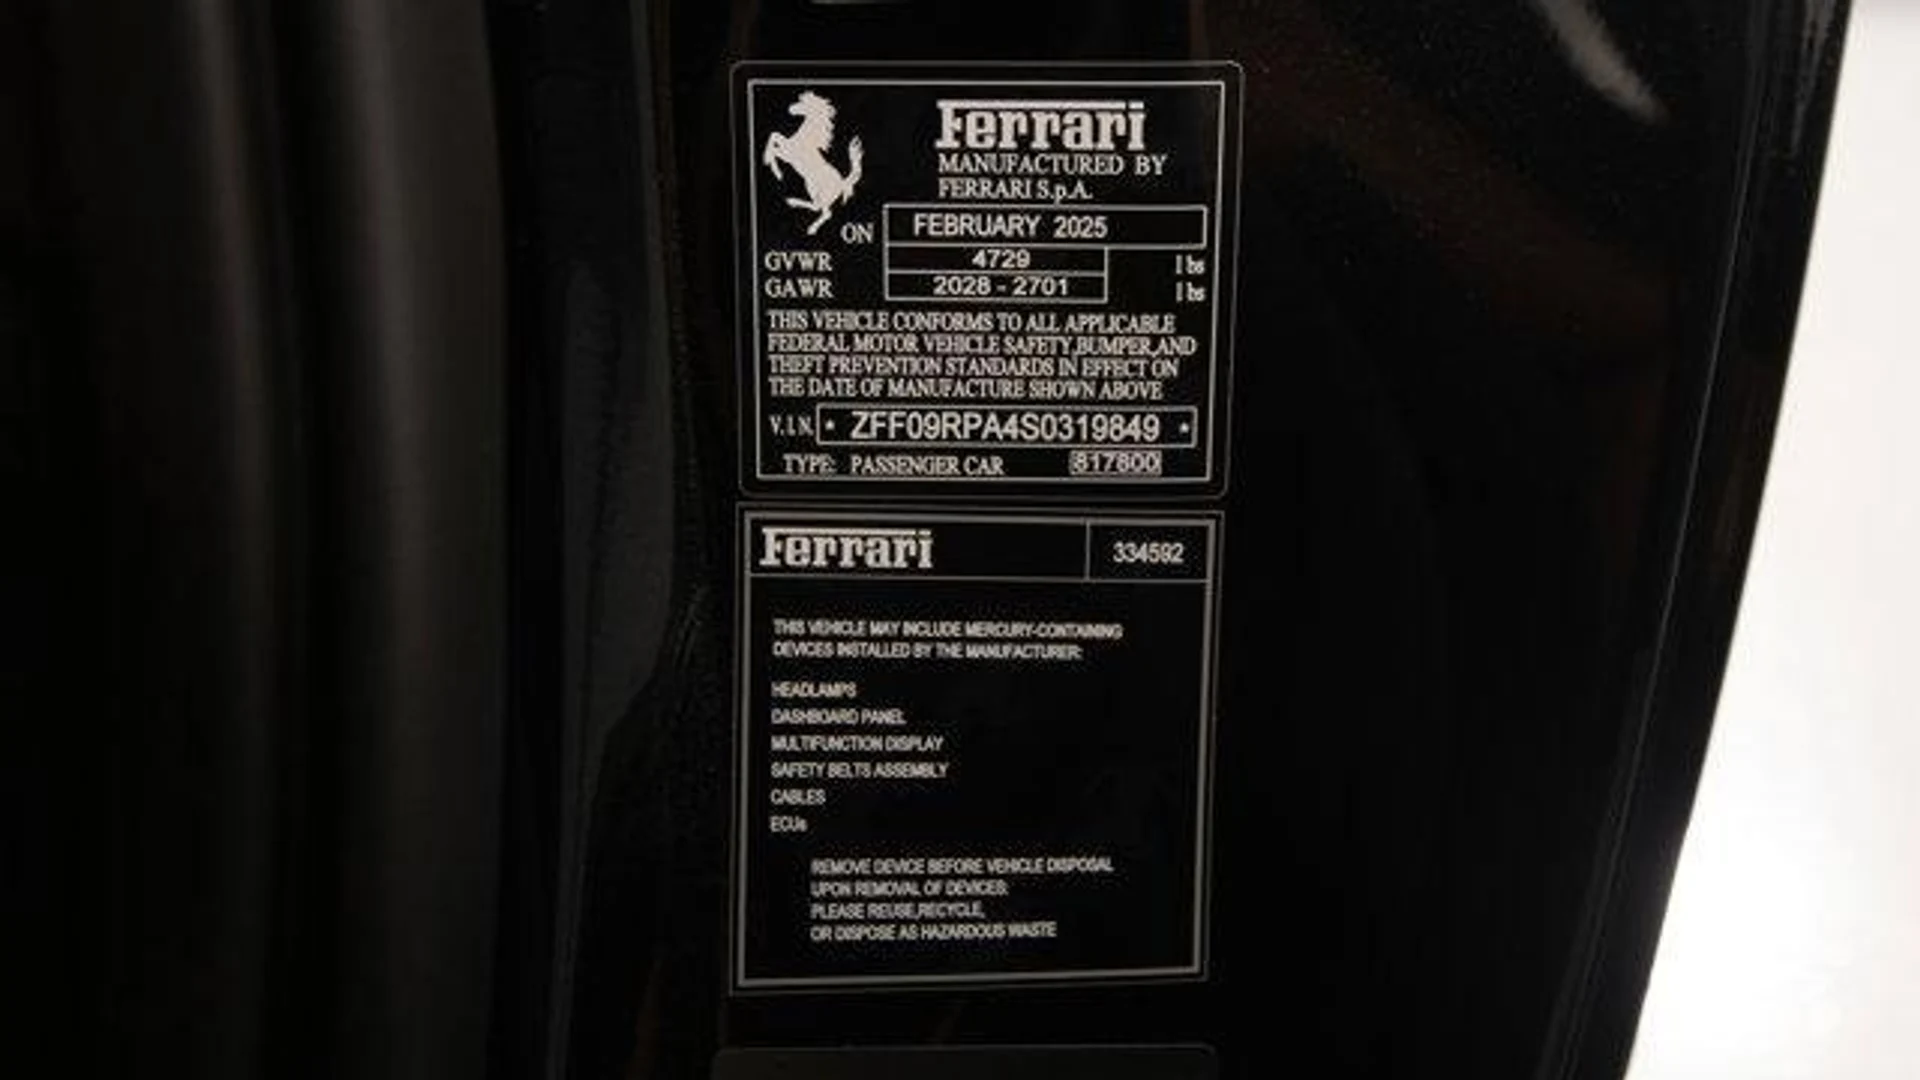 Ferrari
MANUFACTURED BY
FERRARI S.p.A.
ON FEBRUARY 2025
GVWR 4729 lbs
GAWR 2028 - 2701 lbs
THIS VEHICLE CONFORMS TO ALL APPLICABLE
FEDERAL MOTOR VEHICLE SAFETY,BUMPER,AND
THEFT PREVENTION STANDARDS IN EFFECT ON
THE DATE OF MANUFACTURE SHOWN ABOVE
V.I.N. * ZFF09RPA4S0319849 *
TYPE: PASSENGER CAR 817800
Ferrari 334592
THIS VEHICLE MAY INCLUDE MERCURY-CONTAINING
DEVICES INSTALLED BY THE MANUFACTURER:
HEADLAMPS
DASHBOARD PANEL
MULTIFUNCTION DISPLAY
SAFETY BELTS ASSEMBLY
CABLES
ECUs
REMOVE DEVICE BEFORE VEHICLE DISPOSAL
UPON REMOVAL OF DEVICES:
PLEASE REUSE,RECYCLE,
OR DISPOSE AS HAZARDOUS WASTE